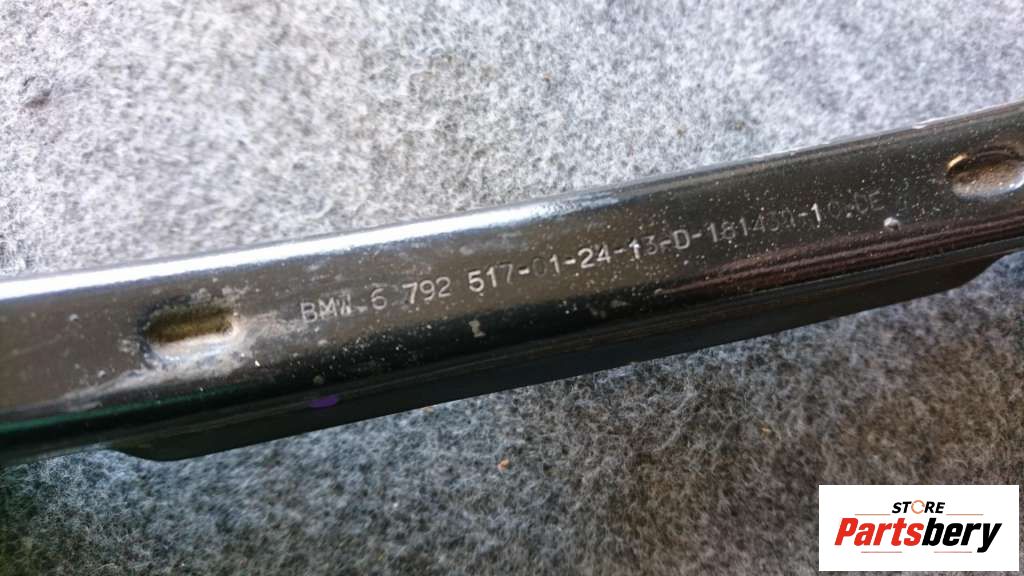 BMW 6 792 517-01-24-13-D-
STORE
Partsbery